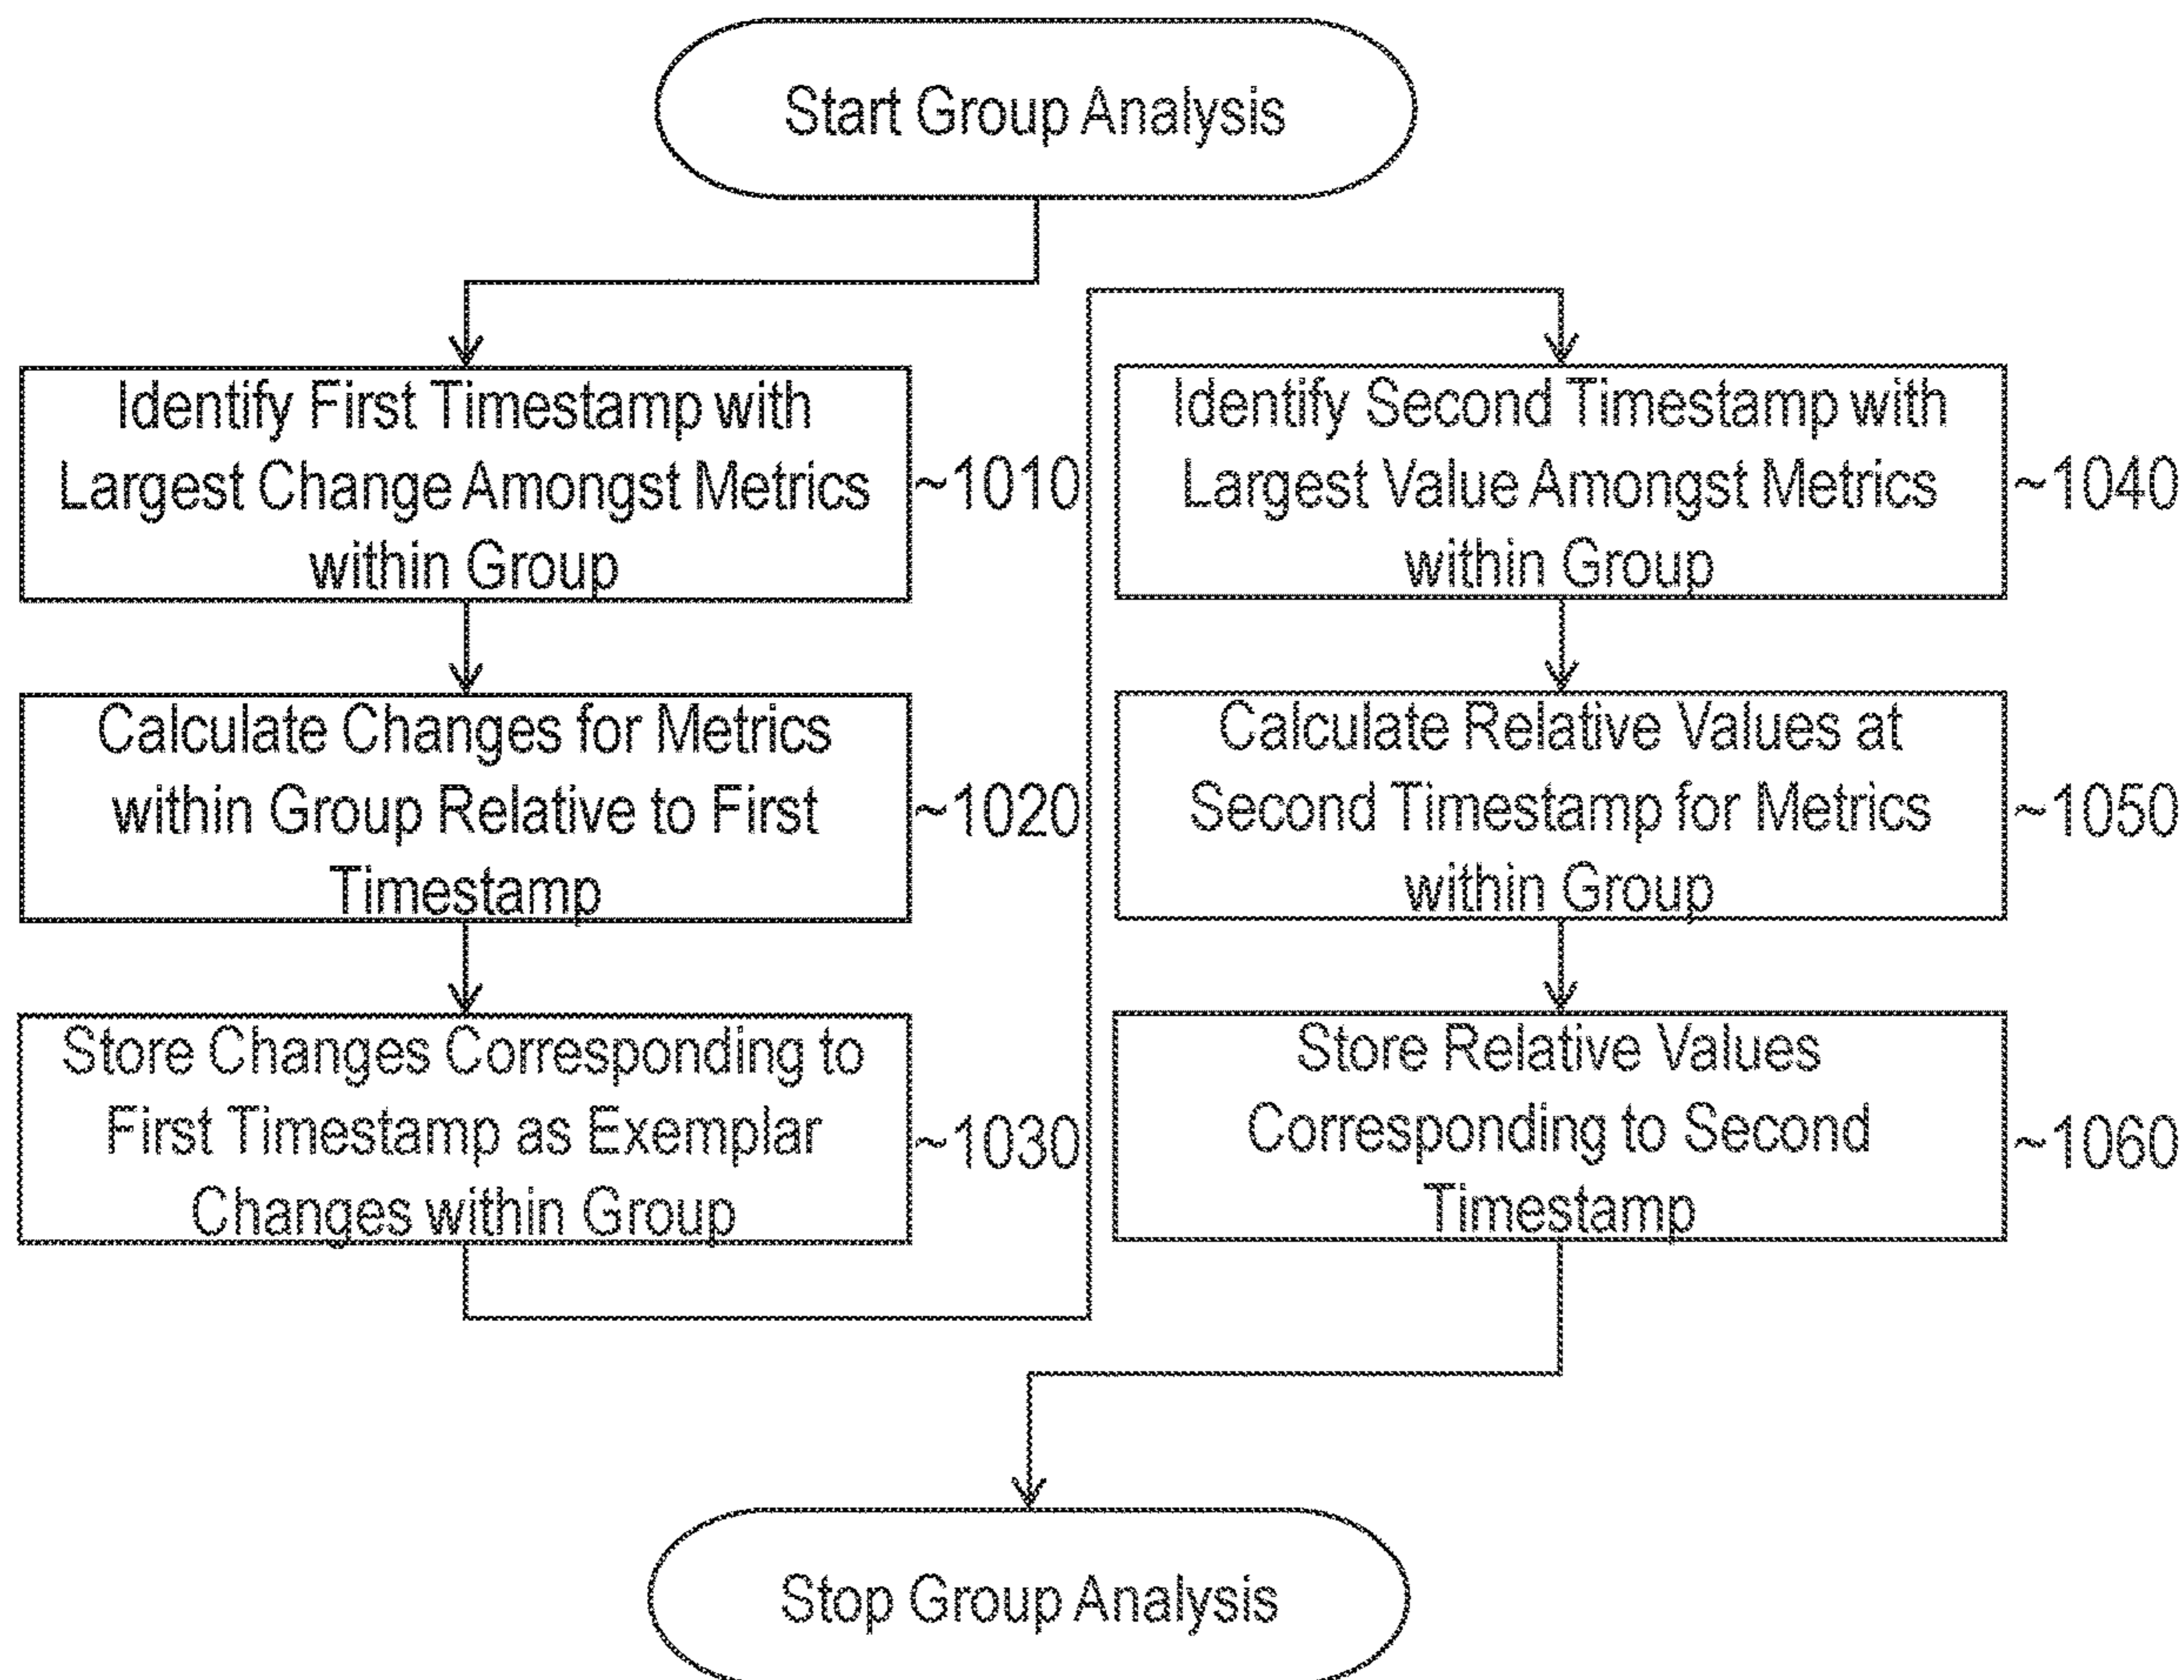 Start Group Analysis
Identify First Timestamp with
Largest Change Amongst Metrics
within Group
~1010
Calculate Changes for Metrics
within Group Relative to First
Timestamp
~1020
Store Changes Corresponding to
First Timestamp as Exemplar
Changes within Group
~1030
Identify Second Timestamp with
Largest Value Amongst Metrics
within Group
~1040
Calculate Relative Values at
Second Timestamp for Metrics
within Group
~1050
Store Relative Values
Corresponding to Second
Timestamp
~1060
Stop Group Analysis